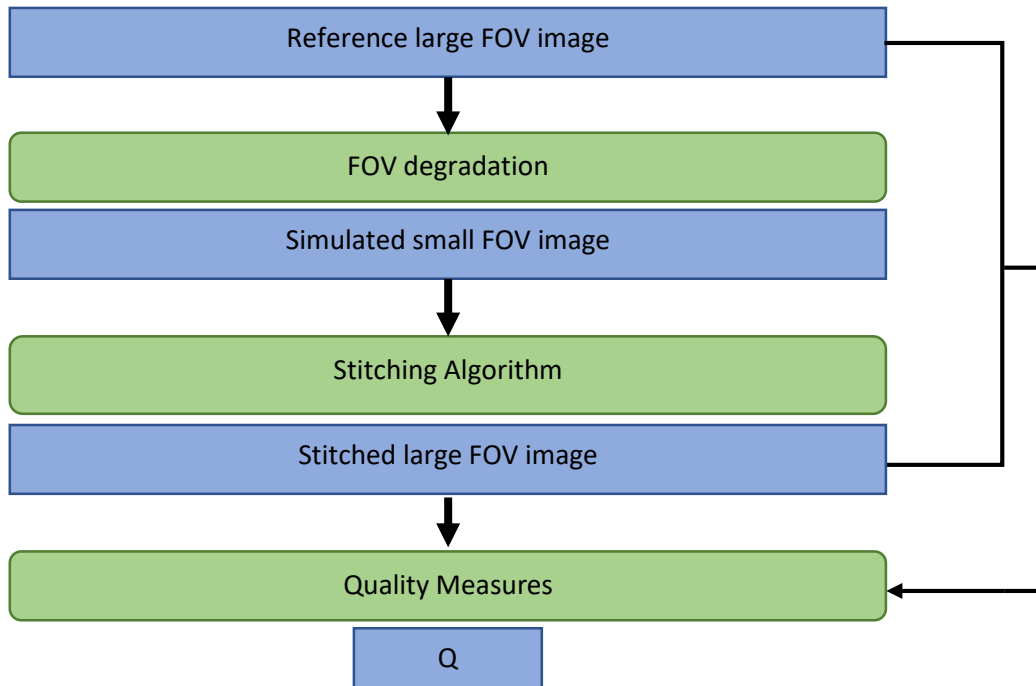 Reference large FOV image
FOV degradation
Simulated small FOV image
Stitching Algorithm
Stitched large FOV image
Quality Measures
Q